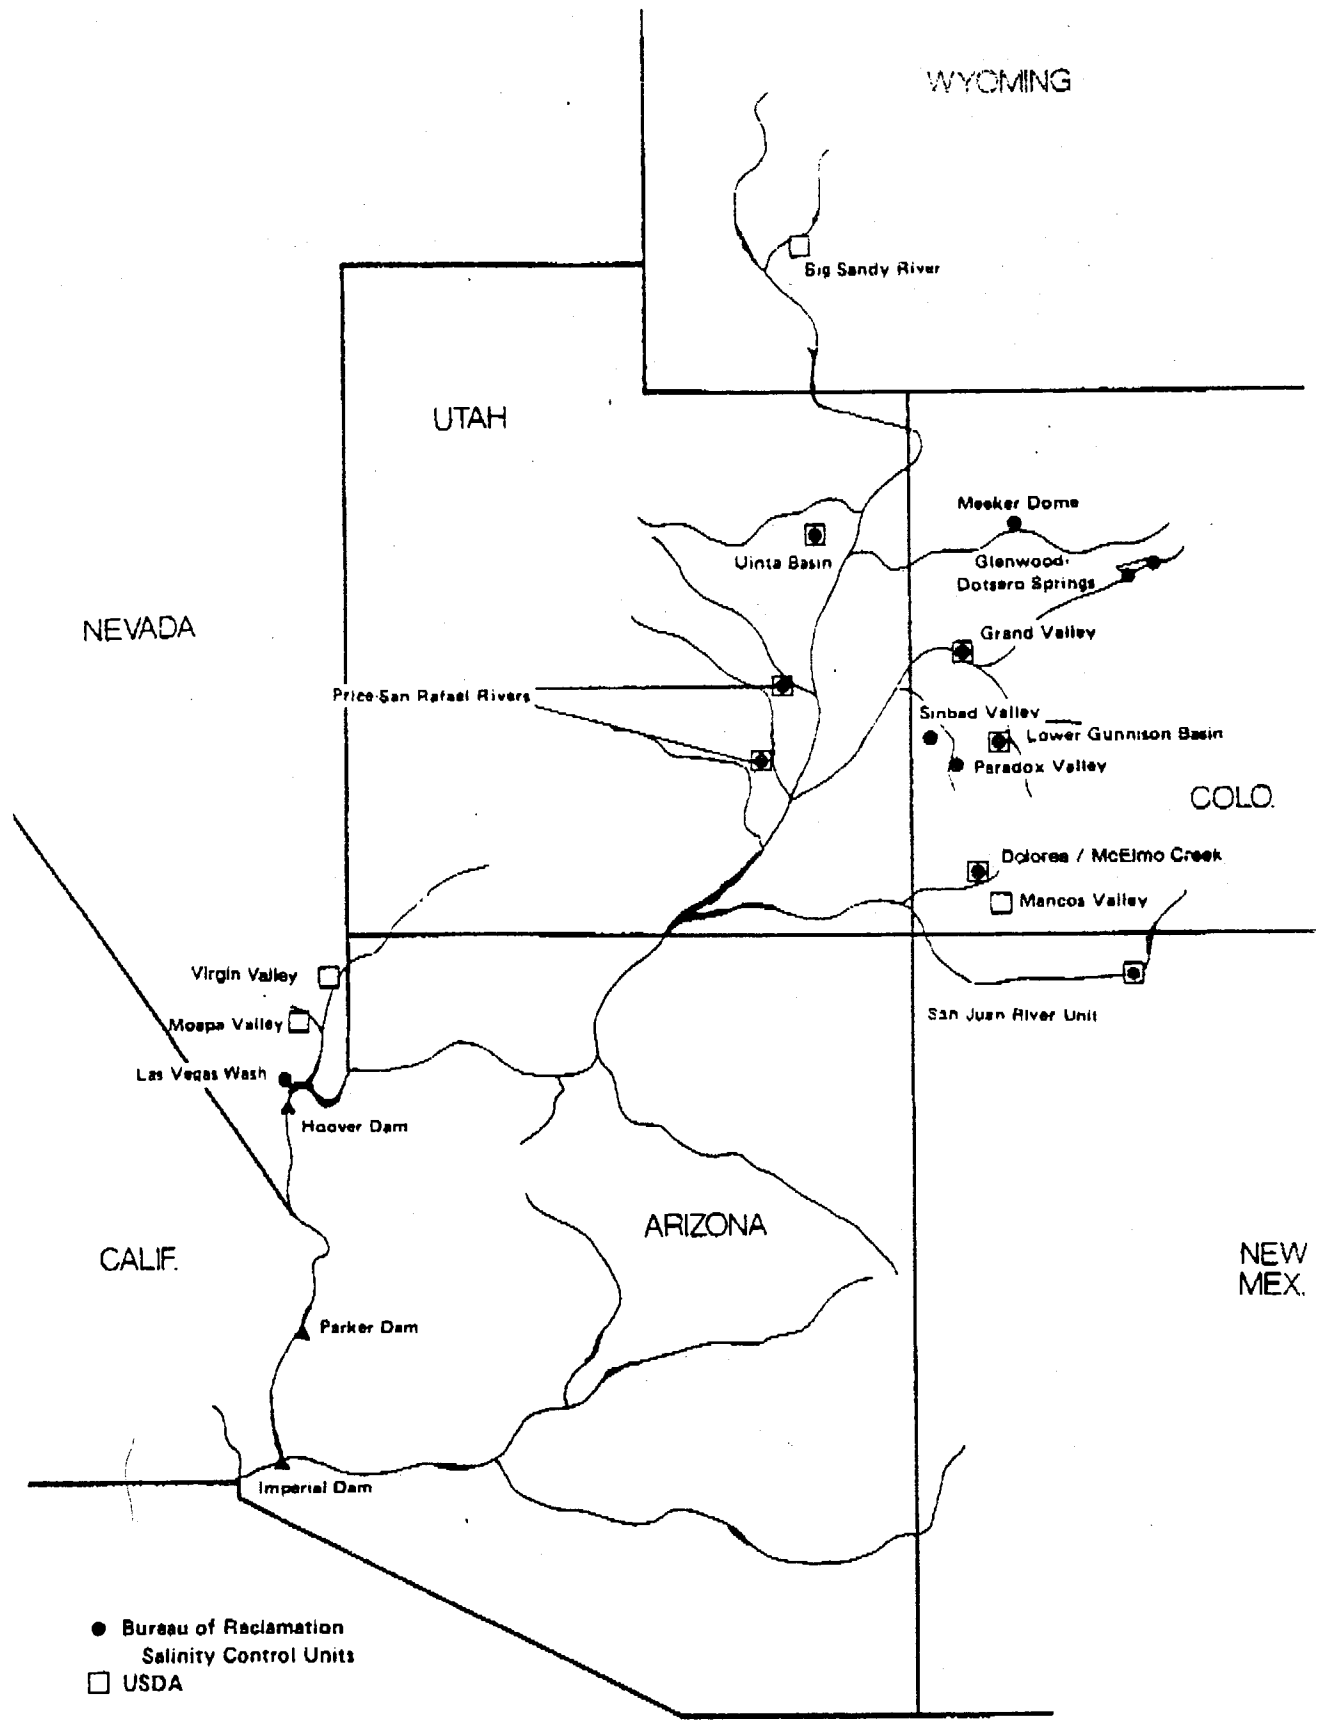 WYOMING
Big Sandy River
UTAH
Meeker Dome
Uinta Basin
Glenwood-
Dotsero Springs
NEVADA
Grand Valley
Price-San Rafael Rivers
Sinbad Valley
Lower Gunnison Basin
Paradox Valley
COLO.
Dolores / McElmo Creek
Mancos Valley
Virgin Valley
San Juan River Unit
Moapa Valley
Las Vegas Wash
Hoover Dam
ARIZONA
CALIF.
NEW
MEX.
Parker Dam
Imperial Dam
Bureau of Reclamation
Salinity Control Units
USDA